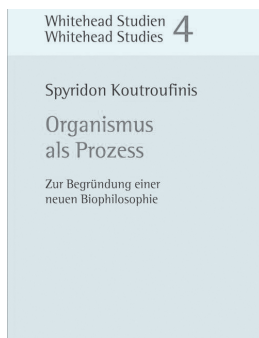 Whitehead Studien
Whitehead Studies 4
Spyridon Koutroufinis
Organismus
als Prozess
Zur Begründung einer
neuen Biophilosophie